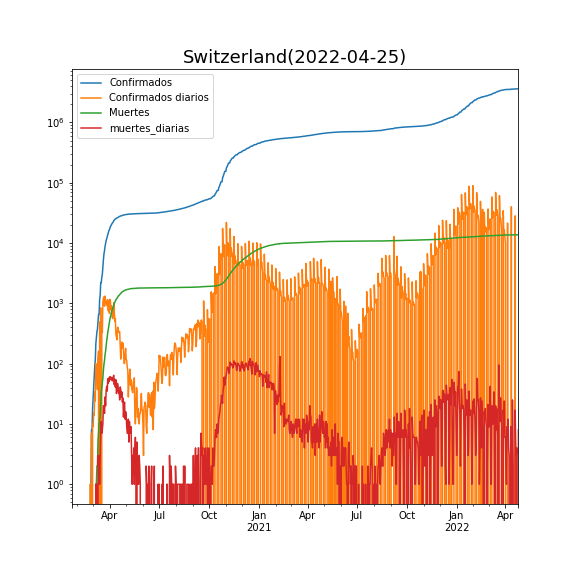 Switzerland(2022-04-25)
Confirmados
Confirmados diarios
Muertes
muertes_diarias
10⁶
10⁵
10⁴
10³
10²
10¹
10⁰
Apr Jul Oct Jan Apr Jul Oct Jan Apr
2021 2022